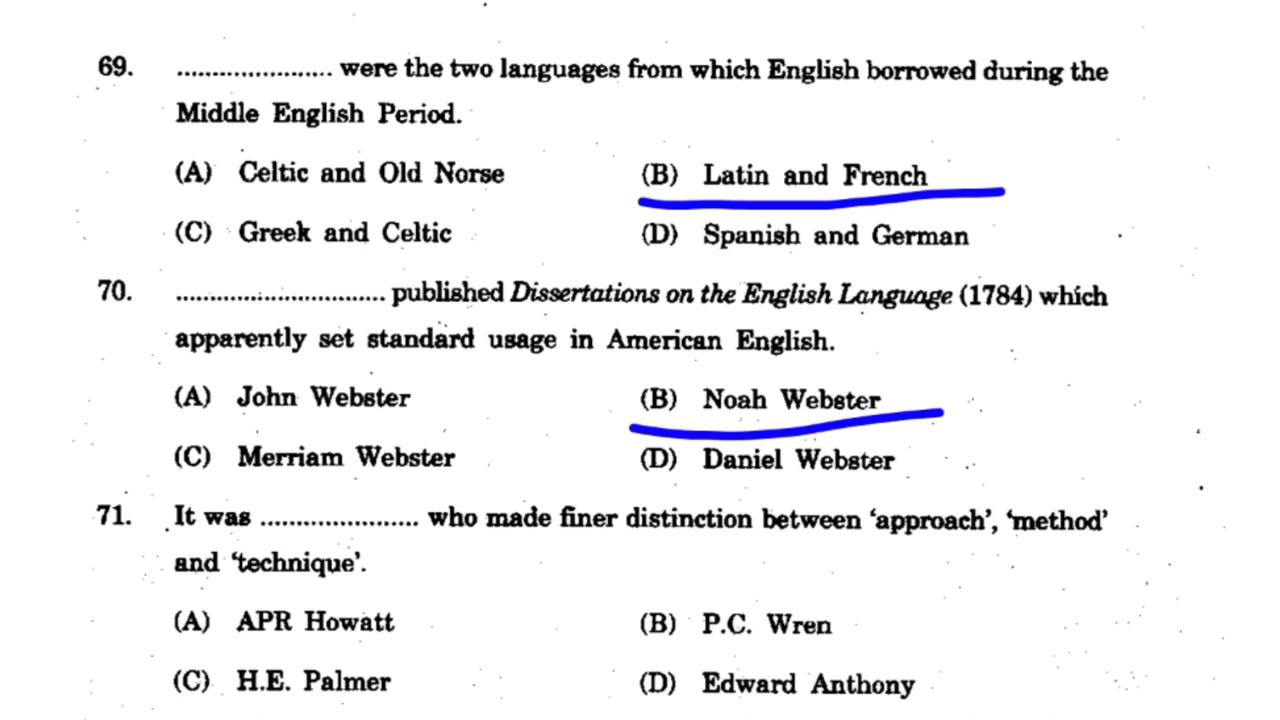 69. ...................... were the two languages from which English borrowed during the
Middle English Period.
(A) Celtic and Old Norse (B) Latin and French
(C) Greek and Celtic (D) Spanish and German
70. .............................. published Dissertations on the English Language (1784) which
apparently set standard usage in American English.
(A) John Webster (B) Noah Webster
(C) Merriam Webster (D) Daniel Webster
71. It was ...................... who made finer distinction between ‘approach’, ‘method’
and ‘technique’.
(A) APR Howatt (B) P.C. Wren
(C) H.E. Palmer (D) Edward Anthony